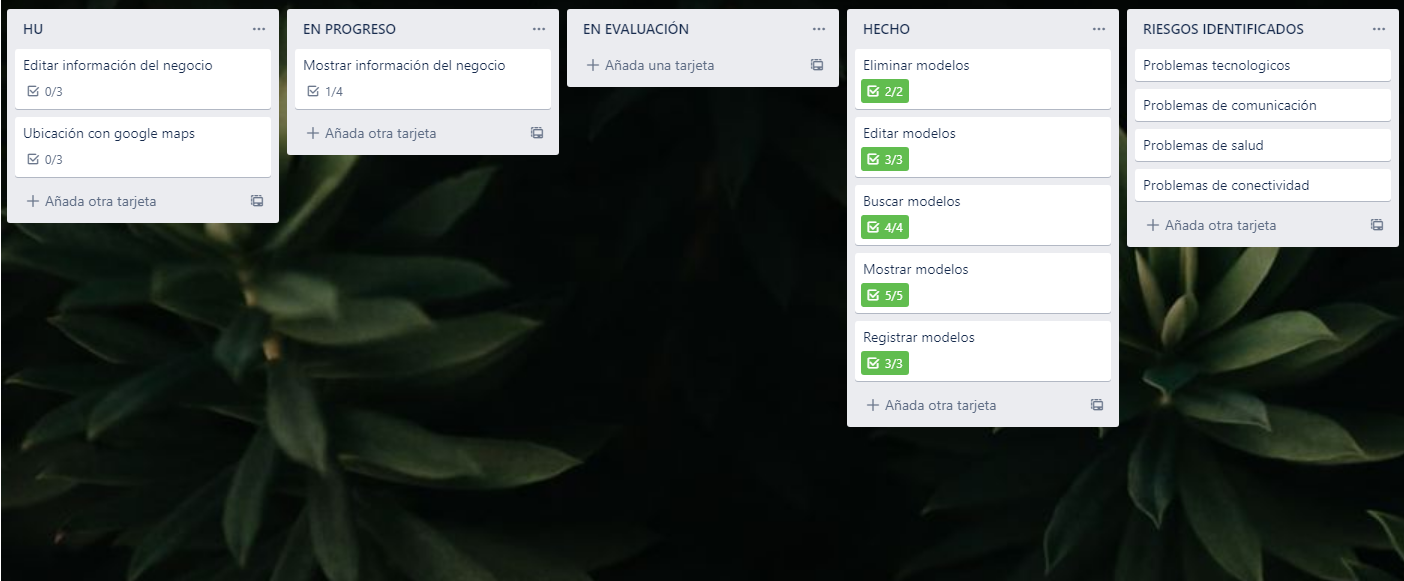 HU
Editar información del negocio
0/3
Ubicación con google maps
0/3
Añada otra tarjeta
EN PROGRESO
Mostrar información del negocio
1/4
Añada otra tarjeta
EN EVALUACIÓN
Añada una tarjeta
HECHO
Eliminar modelos
2/2
Editar modelos
3/3
Buscar modelos
4/4
Mostrar modelos
5/5
Registrar modelos
3/3
Añada otra tarjeta
RIESGOS IDENTIFICADOS
Problemas tecnologicos
Problemas de comunicación
Problemas de salud
Problemas de conectividad
Añada otra tarjeta